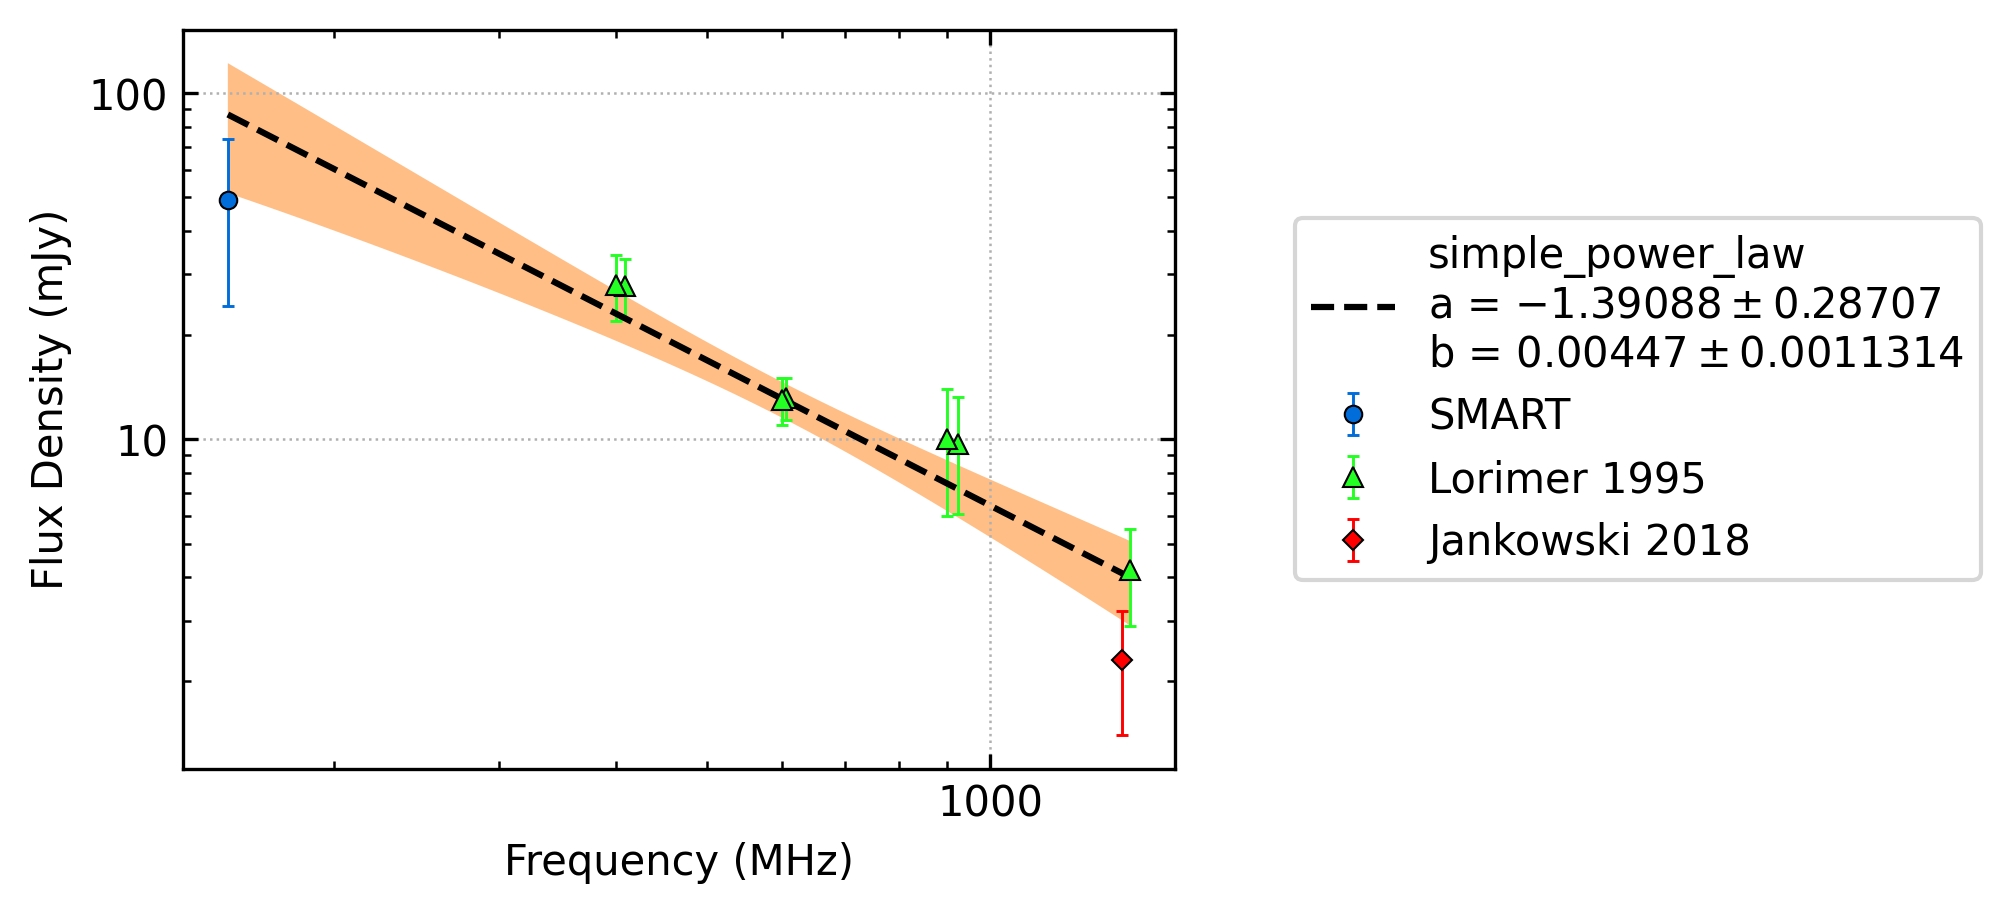 100
10
Flux Density (mJy)
1000
Frequency (MHz)
simple_power_law
a = −1.39088 ± 0.28707
b = 0.00447 ± 0.0011314
SMART
Lorimer 1995
Jankowski 2018